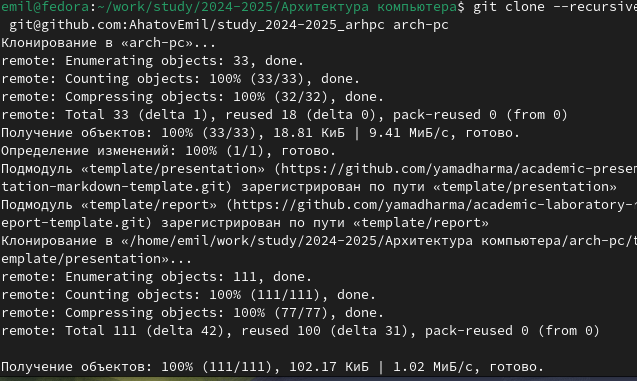 emil@fedora:~/work/study/2024-2025/Архитектура компьютера$ git clone --recursive
git@github.com:AhatovEmil/study_2024-2025_arhpc arch-pc
Клонирование в «arch-pc»...
remote: Enumerating objects: 33, done.
remote: Counting objects: 100% (33/33), done.
remote: Compressing objects: 100% (32/32), done.
remote: Total 33 (delta 1), reused 18 (delta 0), pack-reused 0 (from 0)
Получение объектов: 100% (33/33), 18.81 КиБ | 9.41 МиБ/с, готово.
Определение изменений: 100% (1/1), готово.
Подмодуль «template/presentation» (https://github.com/yamadharma/academic-presen
tation-markdown-template.git) зарегистрирован по пути «template/presentation»
Подмодуль «template/report» (https://github.com/yamadharma/academic-laboratory-
eport-template.git) зарегистрирован по пути «template/report»
Клонирование в «/home/emil/work/study/2024-2025/Архитектура компьютера/arch-pc/t
emplate/presentation»...
remote: Enumerating objects: 111, done.
remote: Counting objects: 100% (111/111), done.
remote: Compressing objects: 100% (77/77), done.
remote: Total 111 (delta 42), reused 100 (delta 31), pack-reused 0 (from 0)
Получение объектов: 100% (111/111), 102.17 КиБ | 1.02 МиБ/с, готово.